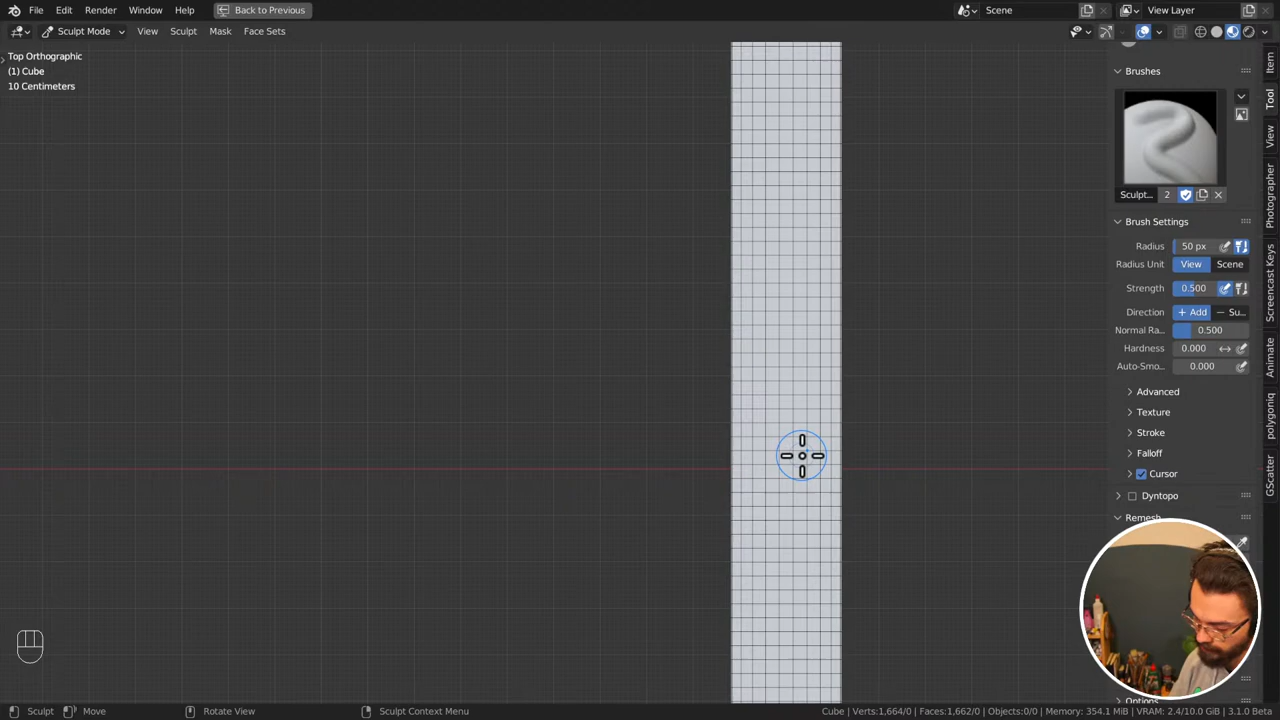 File Edit Render Window Help Back to Previous Scene View Layer
Sculpt Mode View Sculpt Mask Face Sets
Top Orthographic
(1) Cube
10 Centimeters
Brushes
Sculpt... 2
Brush Settings
Radius 50 px
Radius Unit View Scene
Strength 0.500
Direction + Add — Su...
Normal Ra... 0.500
Hardness 0.000
Auto-Smo... 0.000
Advanced
Texture
Stroke
Falloff
Cursor
Dyntopo
Remesh
Options
Item
Tool
View
Photographer
Screencast Keys
Animate
polygoniq
GScatter
Sculpt Move Rotate View Sculpt Context Menu Cube | Verts:1,664/0 | Faces:1,662/0 | Objects:0/0 | Memory: 354.1 MiB | VRAM: 2.4/10.0 GiB | 3.1.0 Beta